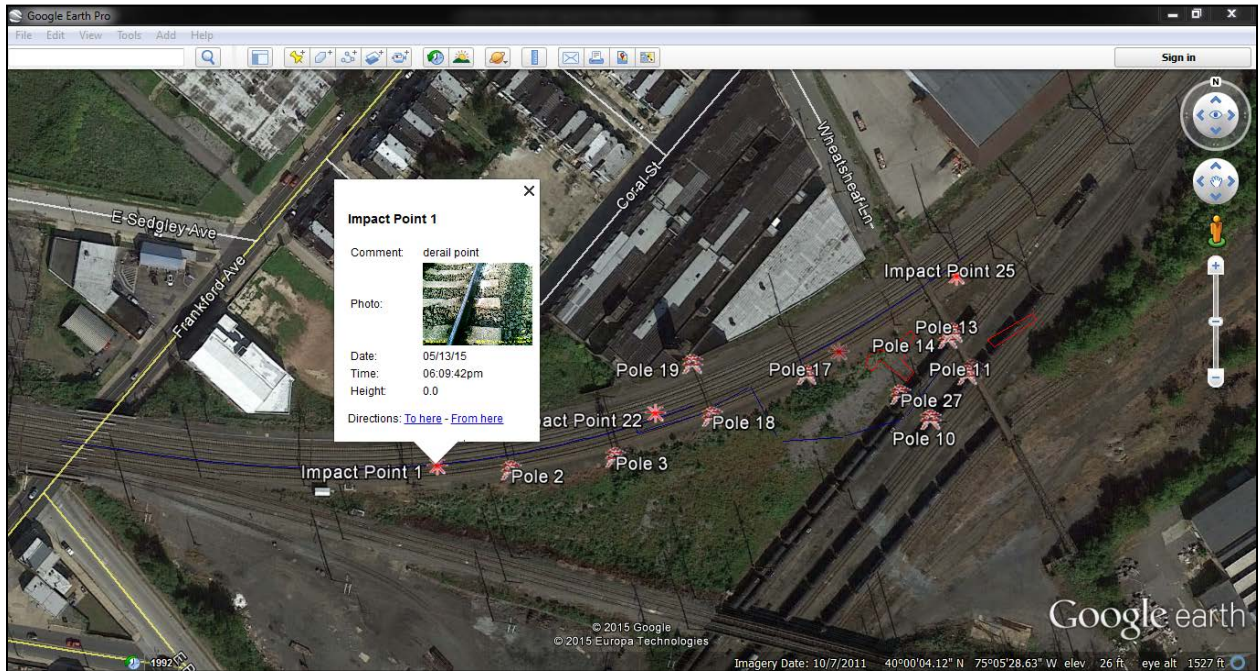 Google Earth Pro
File Edit View Tools Add Help
Sign in
N
E Sedgley Ave
Frankford Ave
Coral St
Wheatsheaf Ln
Impact Point 1
Comment: derail point
Photo:
Date: 05/13/15
Time: 06:09:42pm
Height: 0.0
Directions: To here - From here
Impact Point 25
Pole 13
Pole 14
Pole 19
Pole 17
Pole 11
Pole 27
act Point 22
Pole 18
Pole 10
Pole 3
Impact Point 1
Pole 2
Google earth
© 2015 Google
© 2015 Europa Technologies
1992
Imagery Date: 10/7/2011 40°00'04.12" N 75°05'28.63" W elev 26 ft eye alt 1527 ft